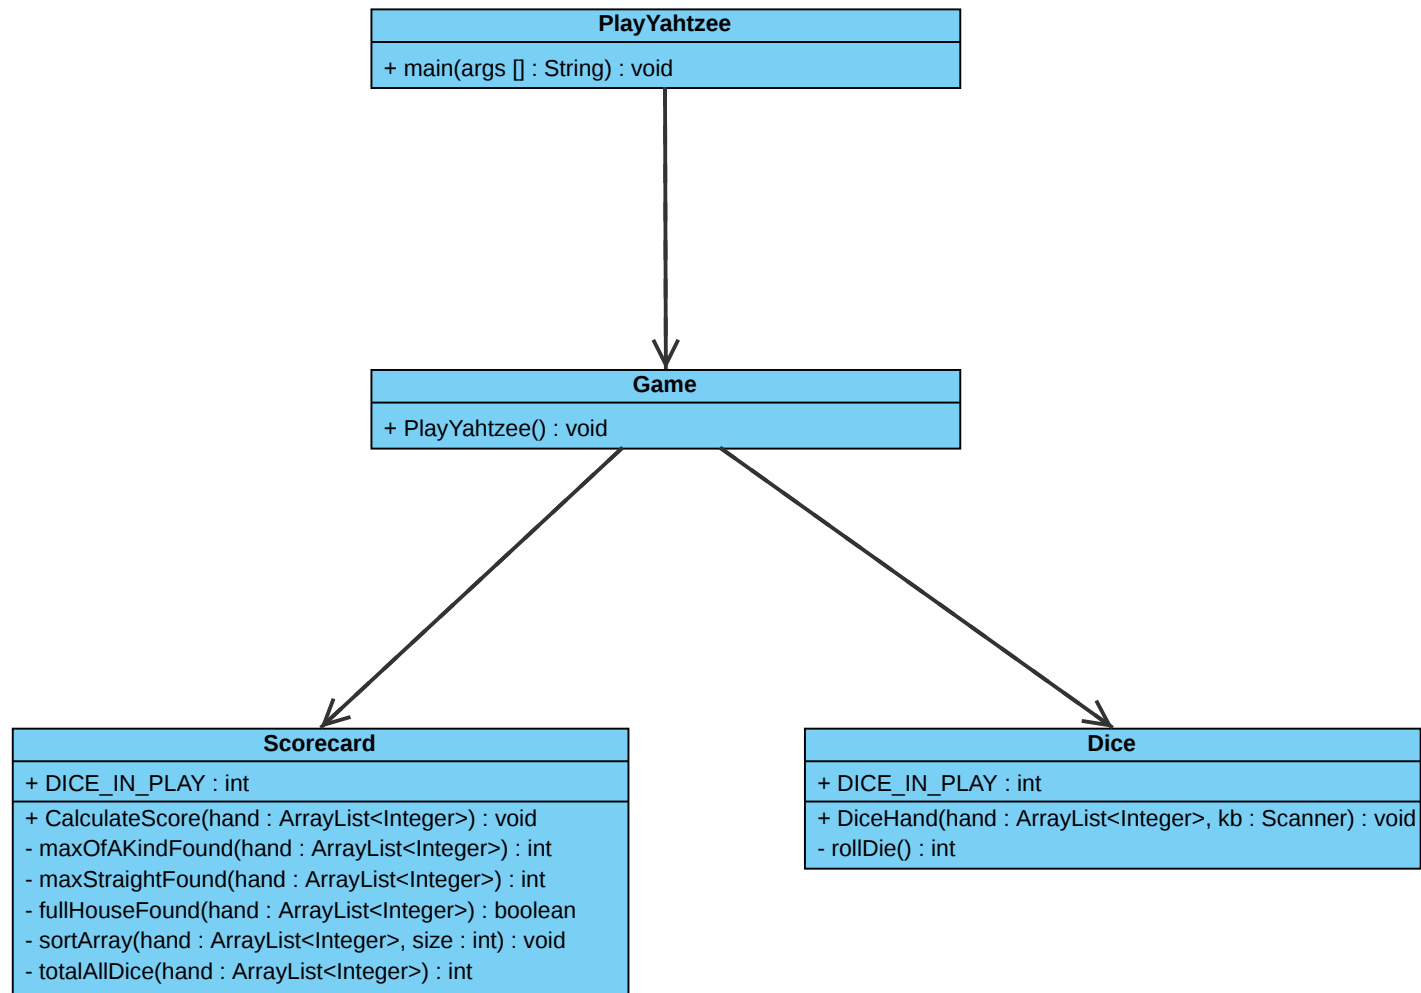 PlayYahtzee
+ main(args [] : String) : void
Game
+ PlayYahtzee() : void
Scorecard
+ DICE_IN_PLAY : int
+ CalculateScore(hand : ArrayList<Integer>) : void
- maxOfAKindFound(hand : ArrayList<Integer>) : int
- maxStraightFound(hand : ArrayList<Integer>) : int
- fullHouseFound(hand : ArrayList<Integer>) : boolean
- sortArray(hand : ArrayList<Integer>, size : int) : void
- totalAllDice(hand : ArrayList<Integer>) : int
Dice
+ DICE_IN_PLAY : int
+ DiceHand(hand : ArrayList<Integer>, kb : Scanner) : void
- rollDie() : int